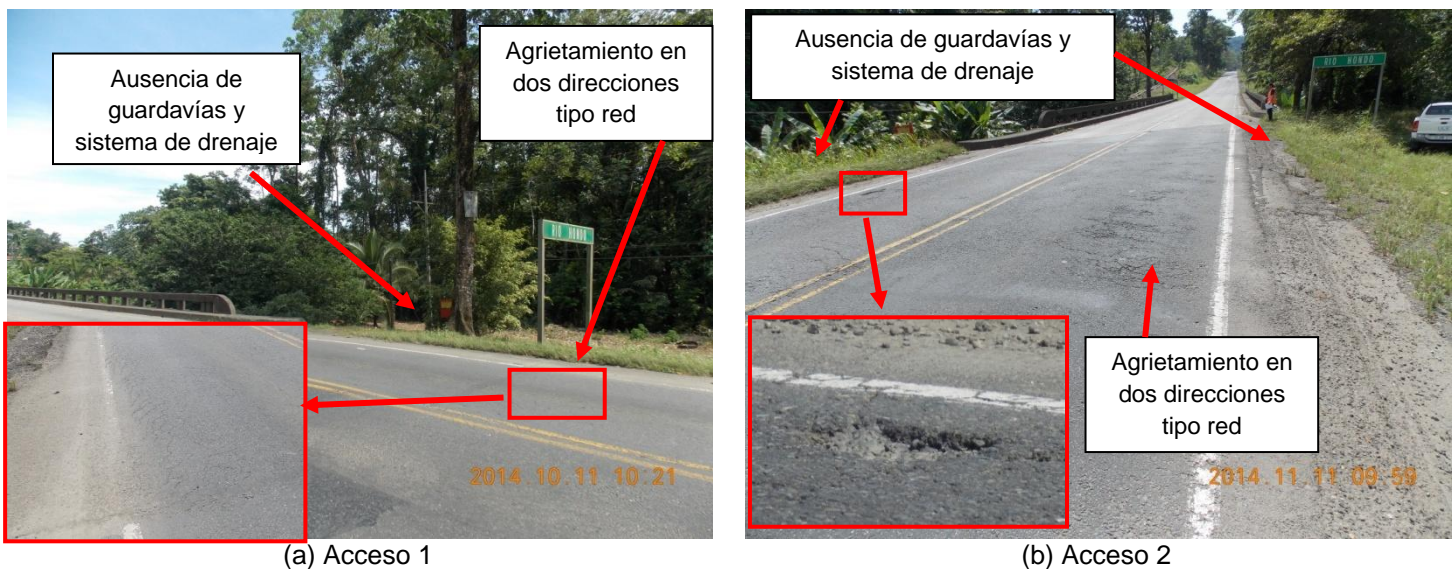 Ausencia de
guardavías y
sistema de drenaje
Agrietamiento en
dos direcciones
tipo red
RIO HONDO
2014.10.11 10:21
(a) Acceso 1
Ausencia de guardavías y
sistema de drenaje
RIO HONDO
Agrietamiento en
dos direcciones
tipo red
2014.11.11 09:59
(b) Acceso 2